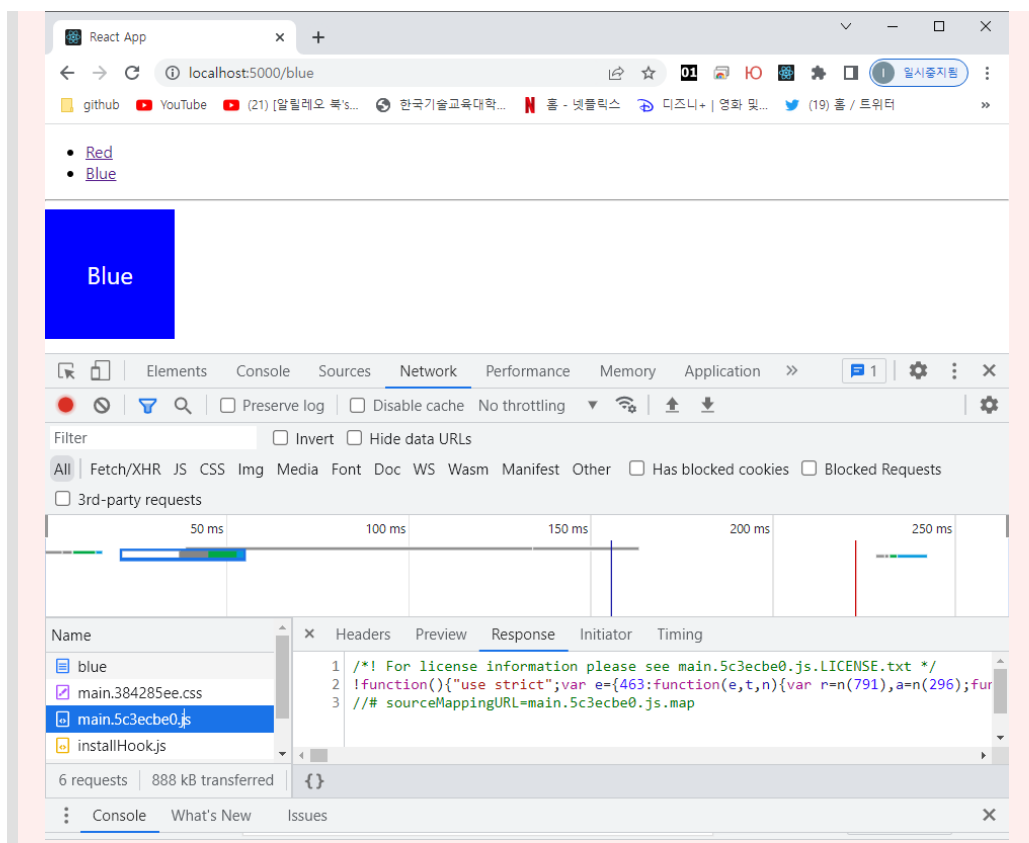 React App
localhost:5000/blue
01
일시중지됨
github YouTube (21) [알릴레오 북's... 한국기술교육대학... 홈 - 넷플릭스 디즈니+ | 영화 및... (19) 홈 / 트위터 »
Red
Blue
Blue
Elements Console Sources Network Performance Memory Application » 1
Preserve log Disable cache No throttling
Filter Invert Hide data URLs
All Fetch/XHR JS CSS Img Media Font Doc WS Wasm Manifest Other Has blocked cookies Blocked Requests
3rd-party requests
50 ms 100 ms 150 ms 200 ms 250 ms
Name
blue
main.384285ee.css
main.5c3ecbe0.js
installHook.js
6 requests 888 kB transferred
Headers Preview Response Initiator Timing
1 /*! For license information please see main.5c3ecbe0.js.LICENSE.txt */
2 !function(){"use strict";var e={463:function(e,t,n){var r=n(791),a=n(296);fur
3 //# sourceMappingURL=main.5c3ecbe0.js.map
{}
Console What's New Issues